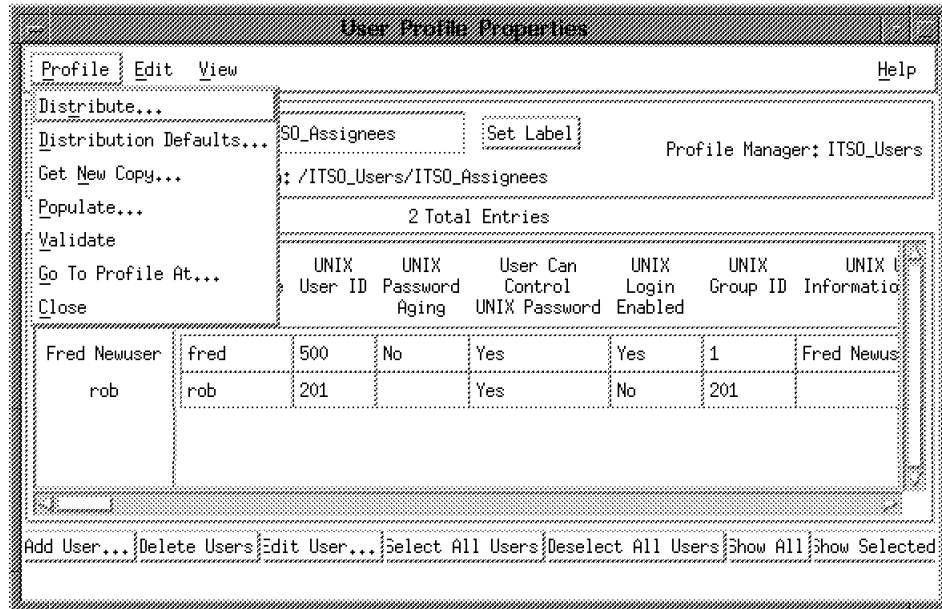 User Profile Properties
Profile Edit View Help
Distribute...
Distribution Defaults...
Get New Copy...
Populate...
Validate
Go To Profile At...
Close
SO_Assignees Set Label
Profile Manager: ITSO_Users
: /ITSO_Users/ITSO_Assignees
2 Total Entries
UNIX User ID
UNIX Password Aging
User Can Control UNIX Password
UNIX Login Enabled
UNIX Group ID
UNIX U
Informatio
Fred Newuser fred 500 No Yes Yes 1 Fred Newus
rob rob 201 Yes No 201
Add User... Delete Users Edit User... Select All Users Deselect All Users Show All Show Selected